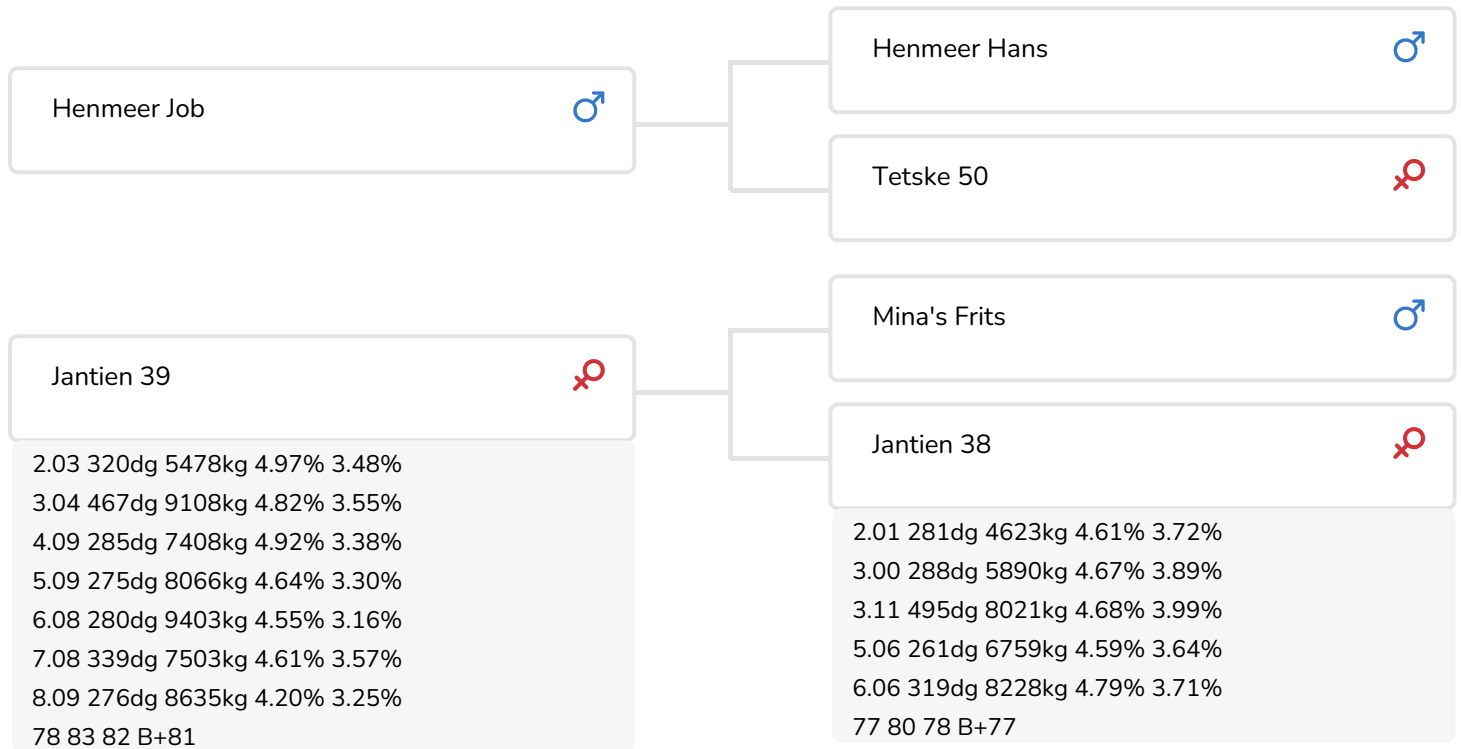 Henmeer Job
Henmeer Hans
Tetske 50
Jantien 39
2.03 320dg 5478kg 4.97% 3.48%
3.04 467dg 9108kg 4.82% 3.55%
4.09 285dg 7408kg 4.92% 3.38%
5.09 275dg 8066kg 4.64% 3.30%
6.08 280dg 9403kg 4.55% 3.16%
7.08 339dg 7503kg 4.61% 3.57%
8.09 276dg 8635kg 4.20% 3.25%
78 83 82 B+81
Mina's Frits
Jantien 38
2.01 281dg 4623kg 4.61% 3.72%
3.00 288dg 5890kg 4.67% 3.89%
3.11 495dg 8021kg 4.68% 3.99%
5.06 261dg 6759kg 4.59% 3.64%
6.06 319dg 8228kg 4.79% 3.71%
77 80 78 B+77